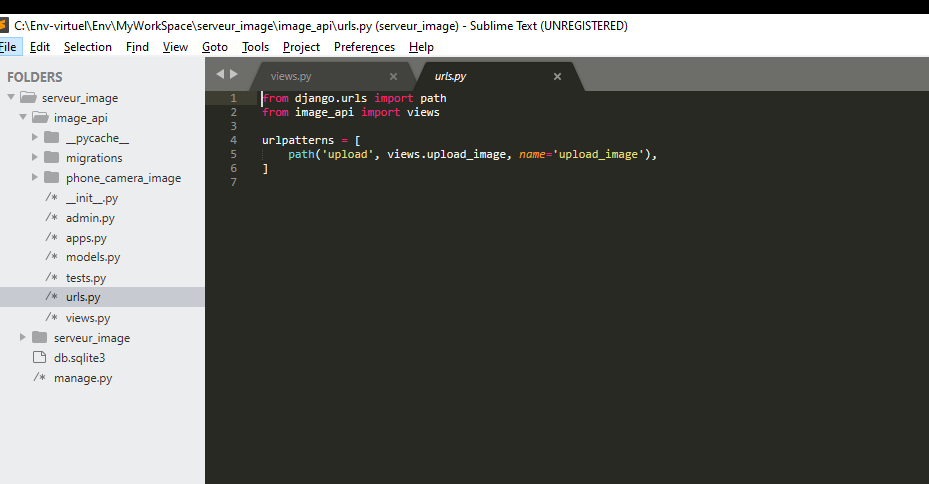 C:\Env-virtuel\Env\MyWorkSpace\serveur_image\image_api\urls.py (serveur_image) - Sublime Text (UNREGISTERED)
File Edit Selection Find View Goto Tools Project Preferences Help
FOLDERS
serveur_image
image_api
__pycache__
migrations
phone_camera_image
/* __init__.py
/* admin.py
/* apps.py
/* models.py
/* tests.py
/* urls.py
/* views.py
serveur_image
db.sqlite3
/* manage.py
views.py × urls.py ×
1 from django.urls import path
2 from image_api import views
3
4 urlpatterns = [
5     path('upload', views.upload_image, name='upload_image'),
6 ]
7